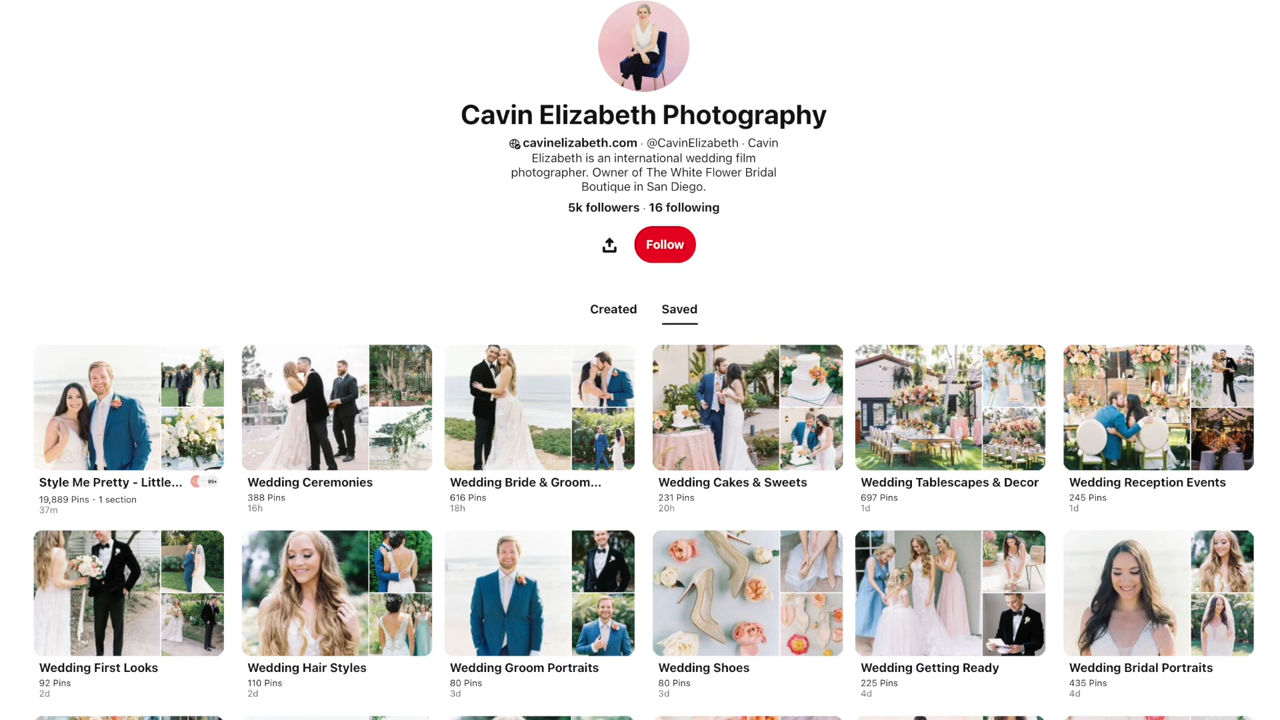 Cavin Elizabeth Photography
cavinelizabeth.com · @CavinElizabeth · Cavin
Elizabeth is an international wedding film
photographer. Owner of The White Flower Bridal
Boutique in San Diego.
5k followers · 16 following
Follow
Created Saved
Style Me Pretty - Little... 99+
19,889 Pins · 1 section
37m
Wedding Ceremonies
388 Pins
16h
Wedding Bride & Groom...
616 Pins
18h
Wedding Cakes & Sweets
231 Pins
20h
Wedding Tablescapes & Decor
697 Pins
1d
Wedding Reception Events
245 Pins
1d
Wedding First Looks
92 Pins
2d
Wedding Hair Styles
110 Pins
2d
Wedding Groom Portraits
80 Pins
3d
Wedding Shoes
80 Pins
3d
Wedding Getting Ready
225 Pins
4d
Wedding Bridal Portraits
435 Pins
4d